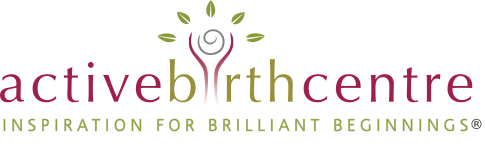 activebirthcentre
INSPIRATION FOR BRILLIANT BEGINNINGS®